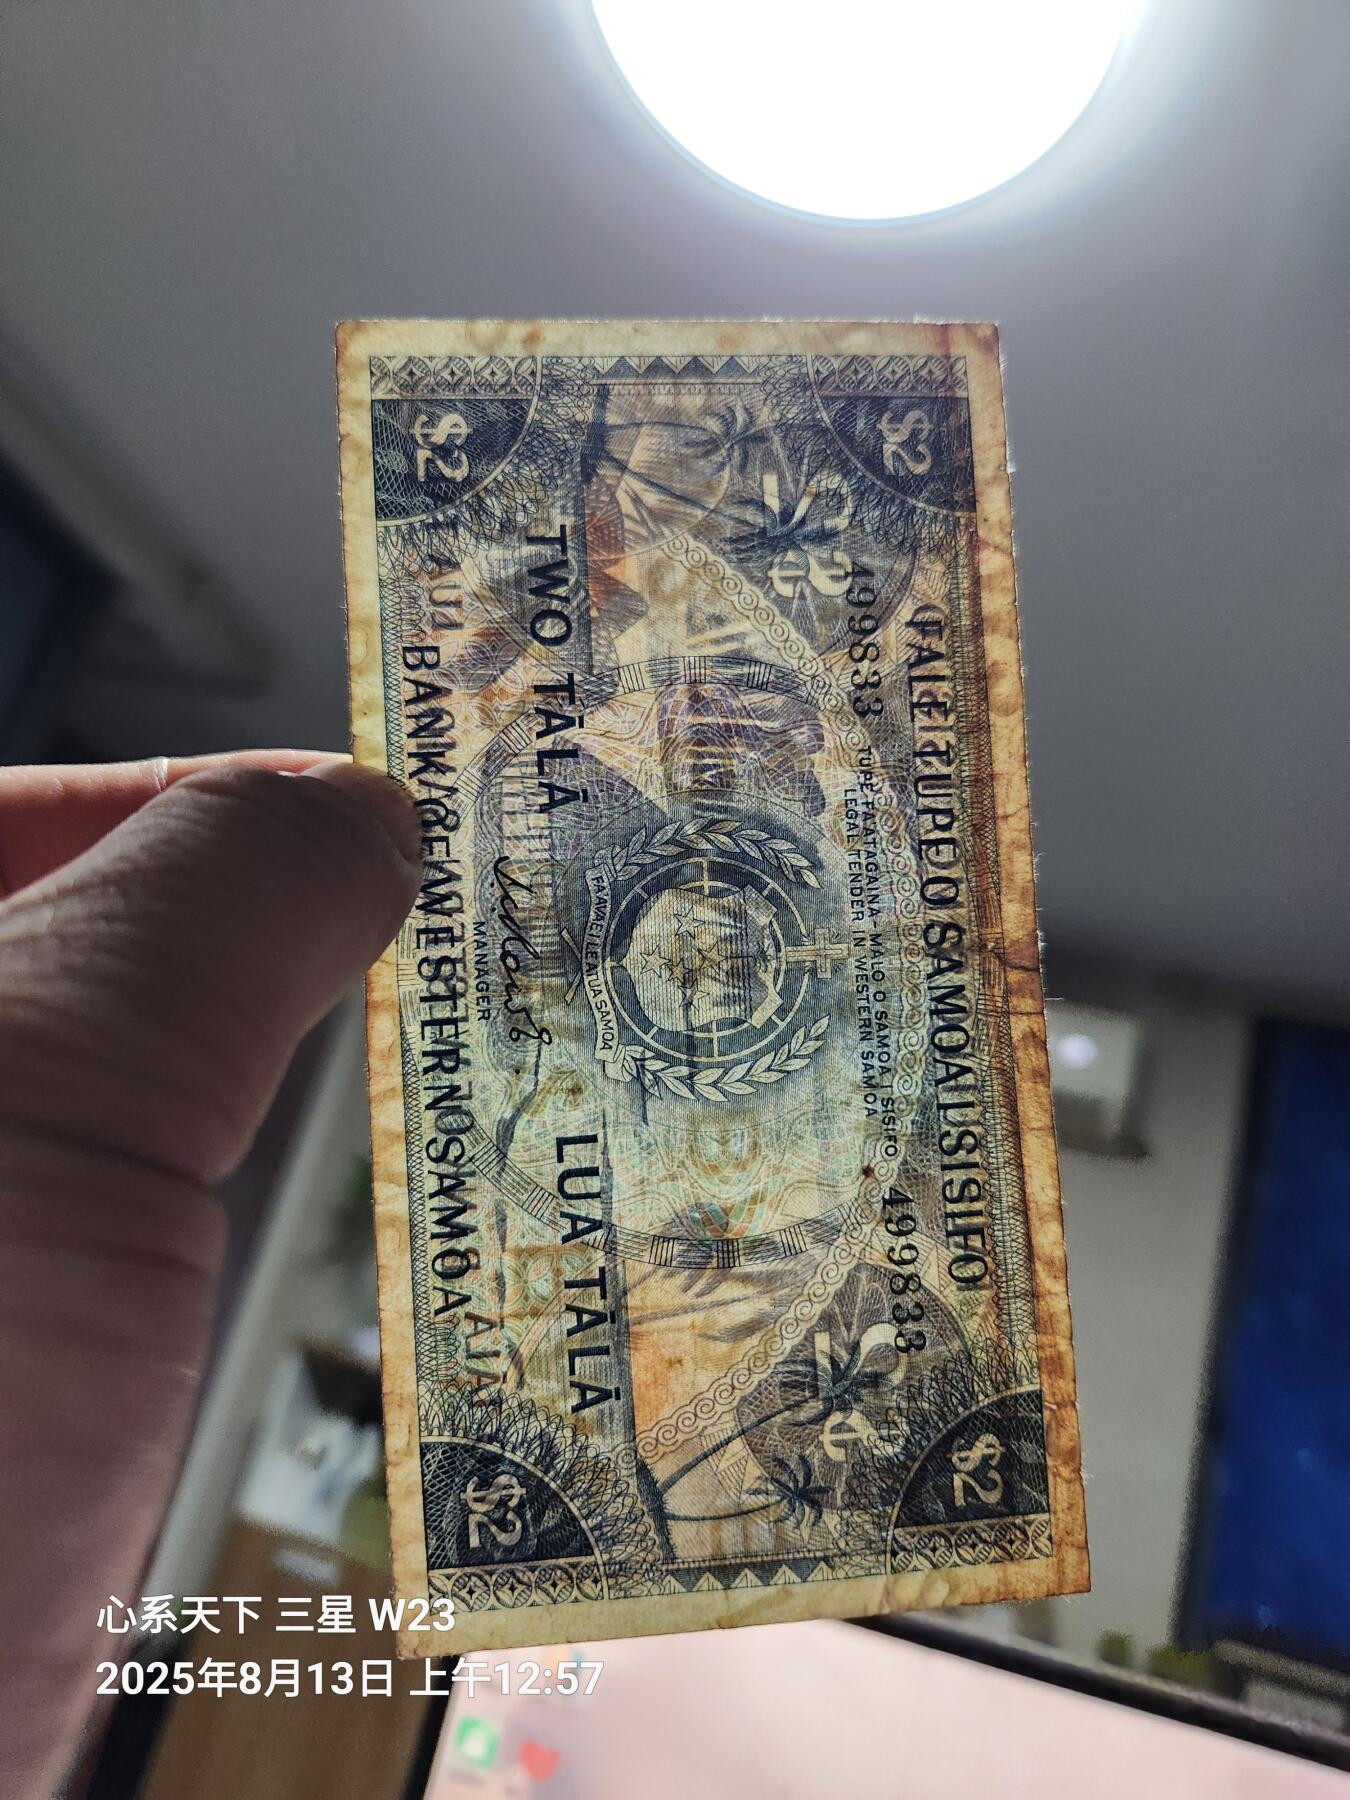 FALE TUPE O SAMOA I SISIFO
499833
TUPE FA'ATAGAINA-MALO O SAMOA I SISIFO
LEGAL TENDER IN WESTERN SAMOA
499833
$2
$2
FAAVAE I LE ATUA SAMOA
TWO TĀLĀ
LUA TĀLĀ
MANAGER
BANK OF WESTERN SAMOA
$2
$2
心系天下 三星 W23
2025年8月13日 上午12:57